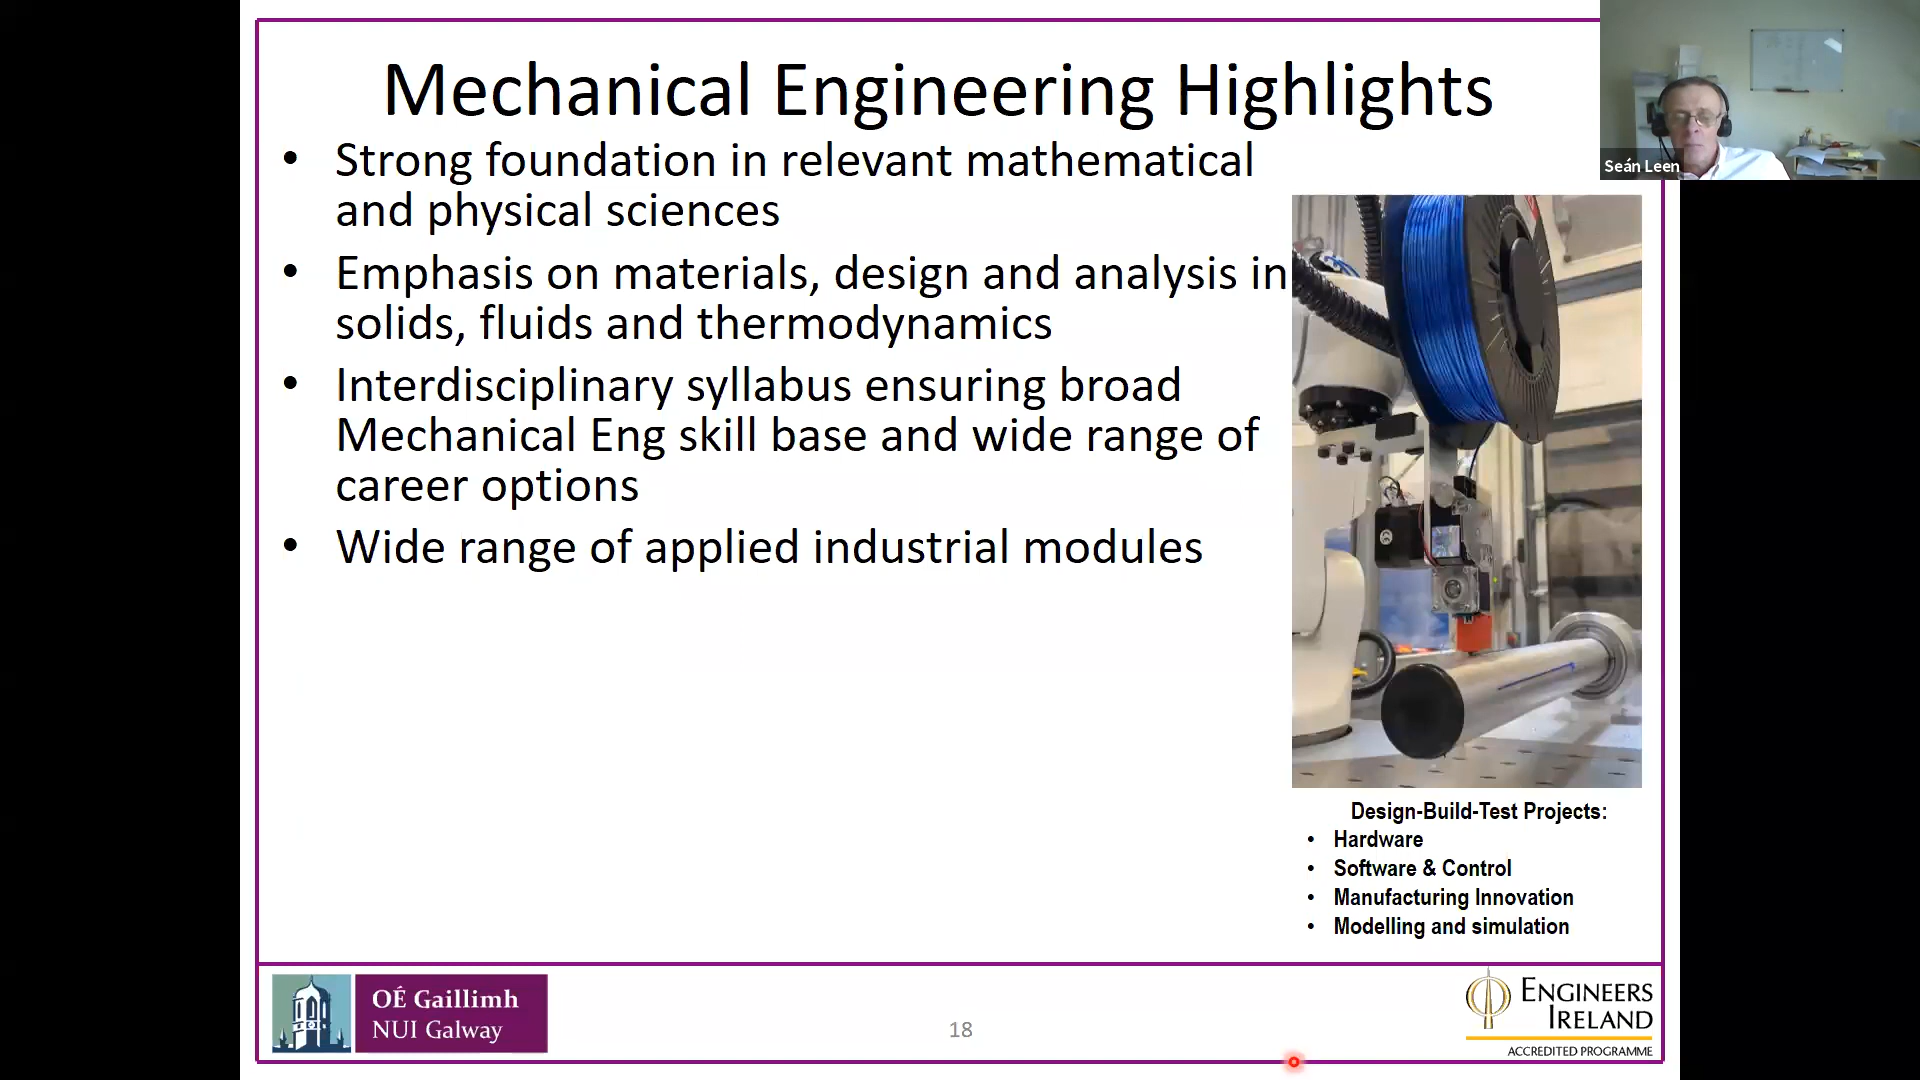 Mechanical Engineering Highlights
• Strong foundation in relevant mathematical
and physical sciences
• Emphasis on materials, design and analysis in
solids, fluids and thermodynamics
• Interdisciplinary syllabus ensuring broad
Mechanical Eng skill base and wide range of
career options
• Wide range of applied industrial modules
Seán Leen
Design-Build-Test Projects:
• Hardware
• Software & Control
• Manufacturing Innovation
• Modelling and simulation
OÉ Gaillimh
NUI Galway
18
ENGINEERS
IRELAND
ACCREDITED PROGRAMME